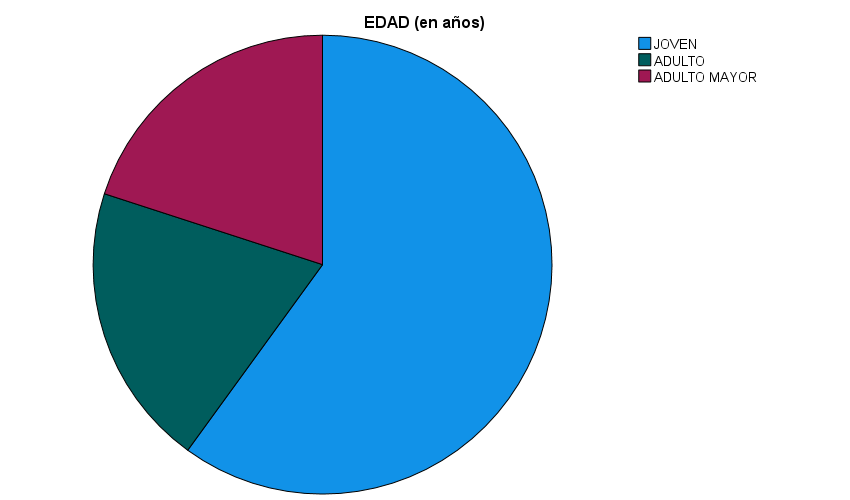 EDAD (en años)
JOVEN
ADULTO
ADULTO MAYOR